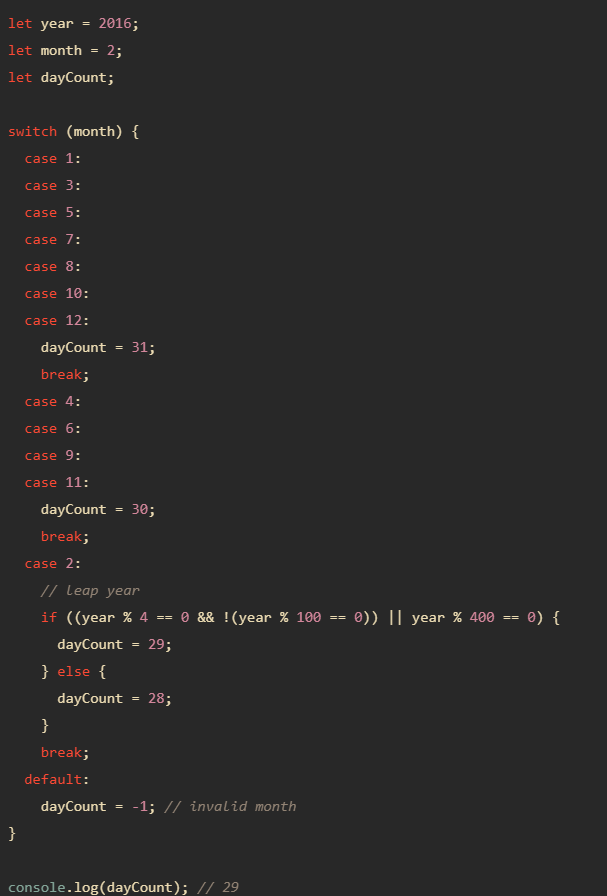 let year = 2016;
let month = 2;
let dayCount;

switch (month) {
  case 1:
  case 3:
  case 5:
  case 7:
  case 8:
  case 10:
  case 12:
    dayCount = 31;
    break;
  case 4:
  case 6:
  case 9:
  case 11:
    dayCount = 30;
    break;
  case 2:
    // leap year
    if ((year % 4 == 0 && !(year % 100 == 0)) || year % 400 == 0) {
      dayCount = 29;
    } else {
      dayCount = 28;
    }
    break;
  default:
    dayCount = -1; // invalid month
}

console.log(dayCount); // 29